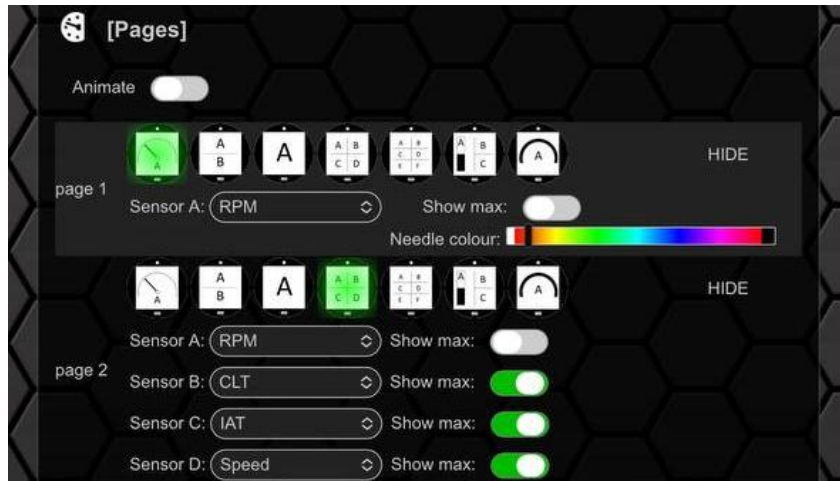 [Pages]
Animate
page 1
A
A
B
A
A B
C D
A B
C D
E F
A B
C
A
HIDE
Sensor A: RPM
Show max:
Needle colour:
page 2
A
A
B
A
A B
C D
A B
C D
E F
A B
C
A
HIDE
Sensor A: RPM
Show max:
Sensor B: CLT
Show max:
Sensor C: IAT
Show max:
Sensor D: Speed
Show max: